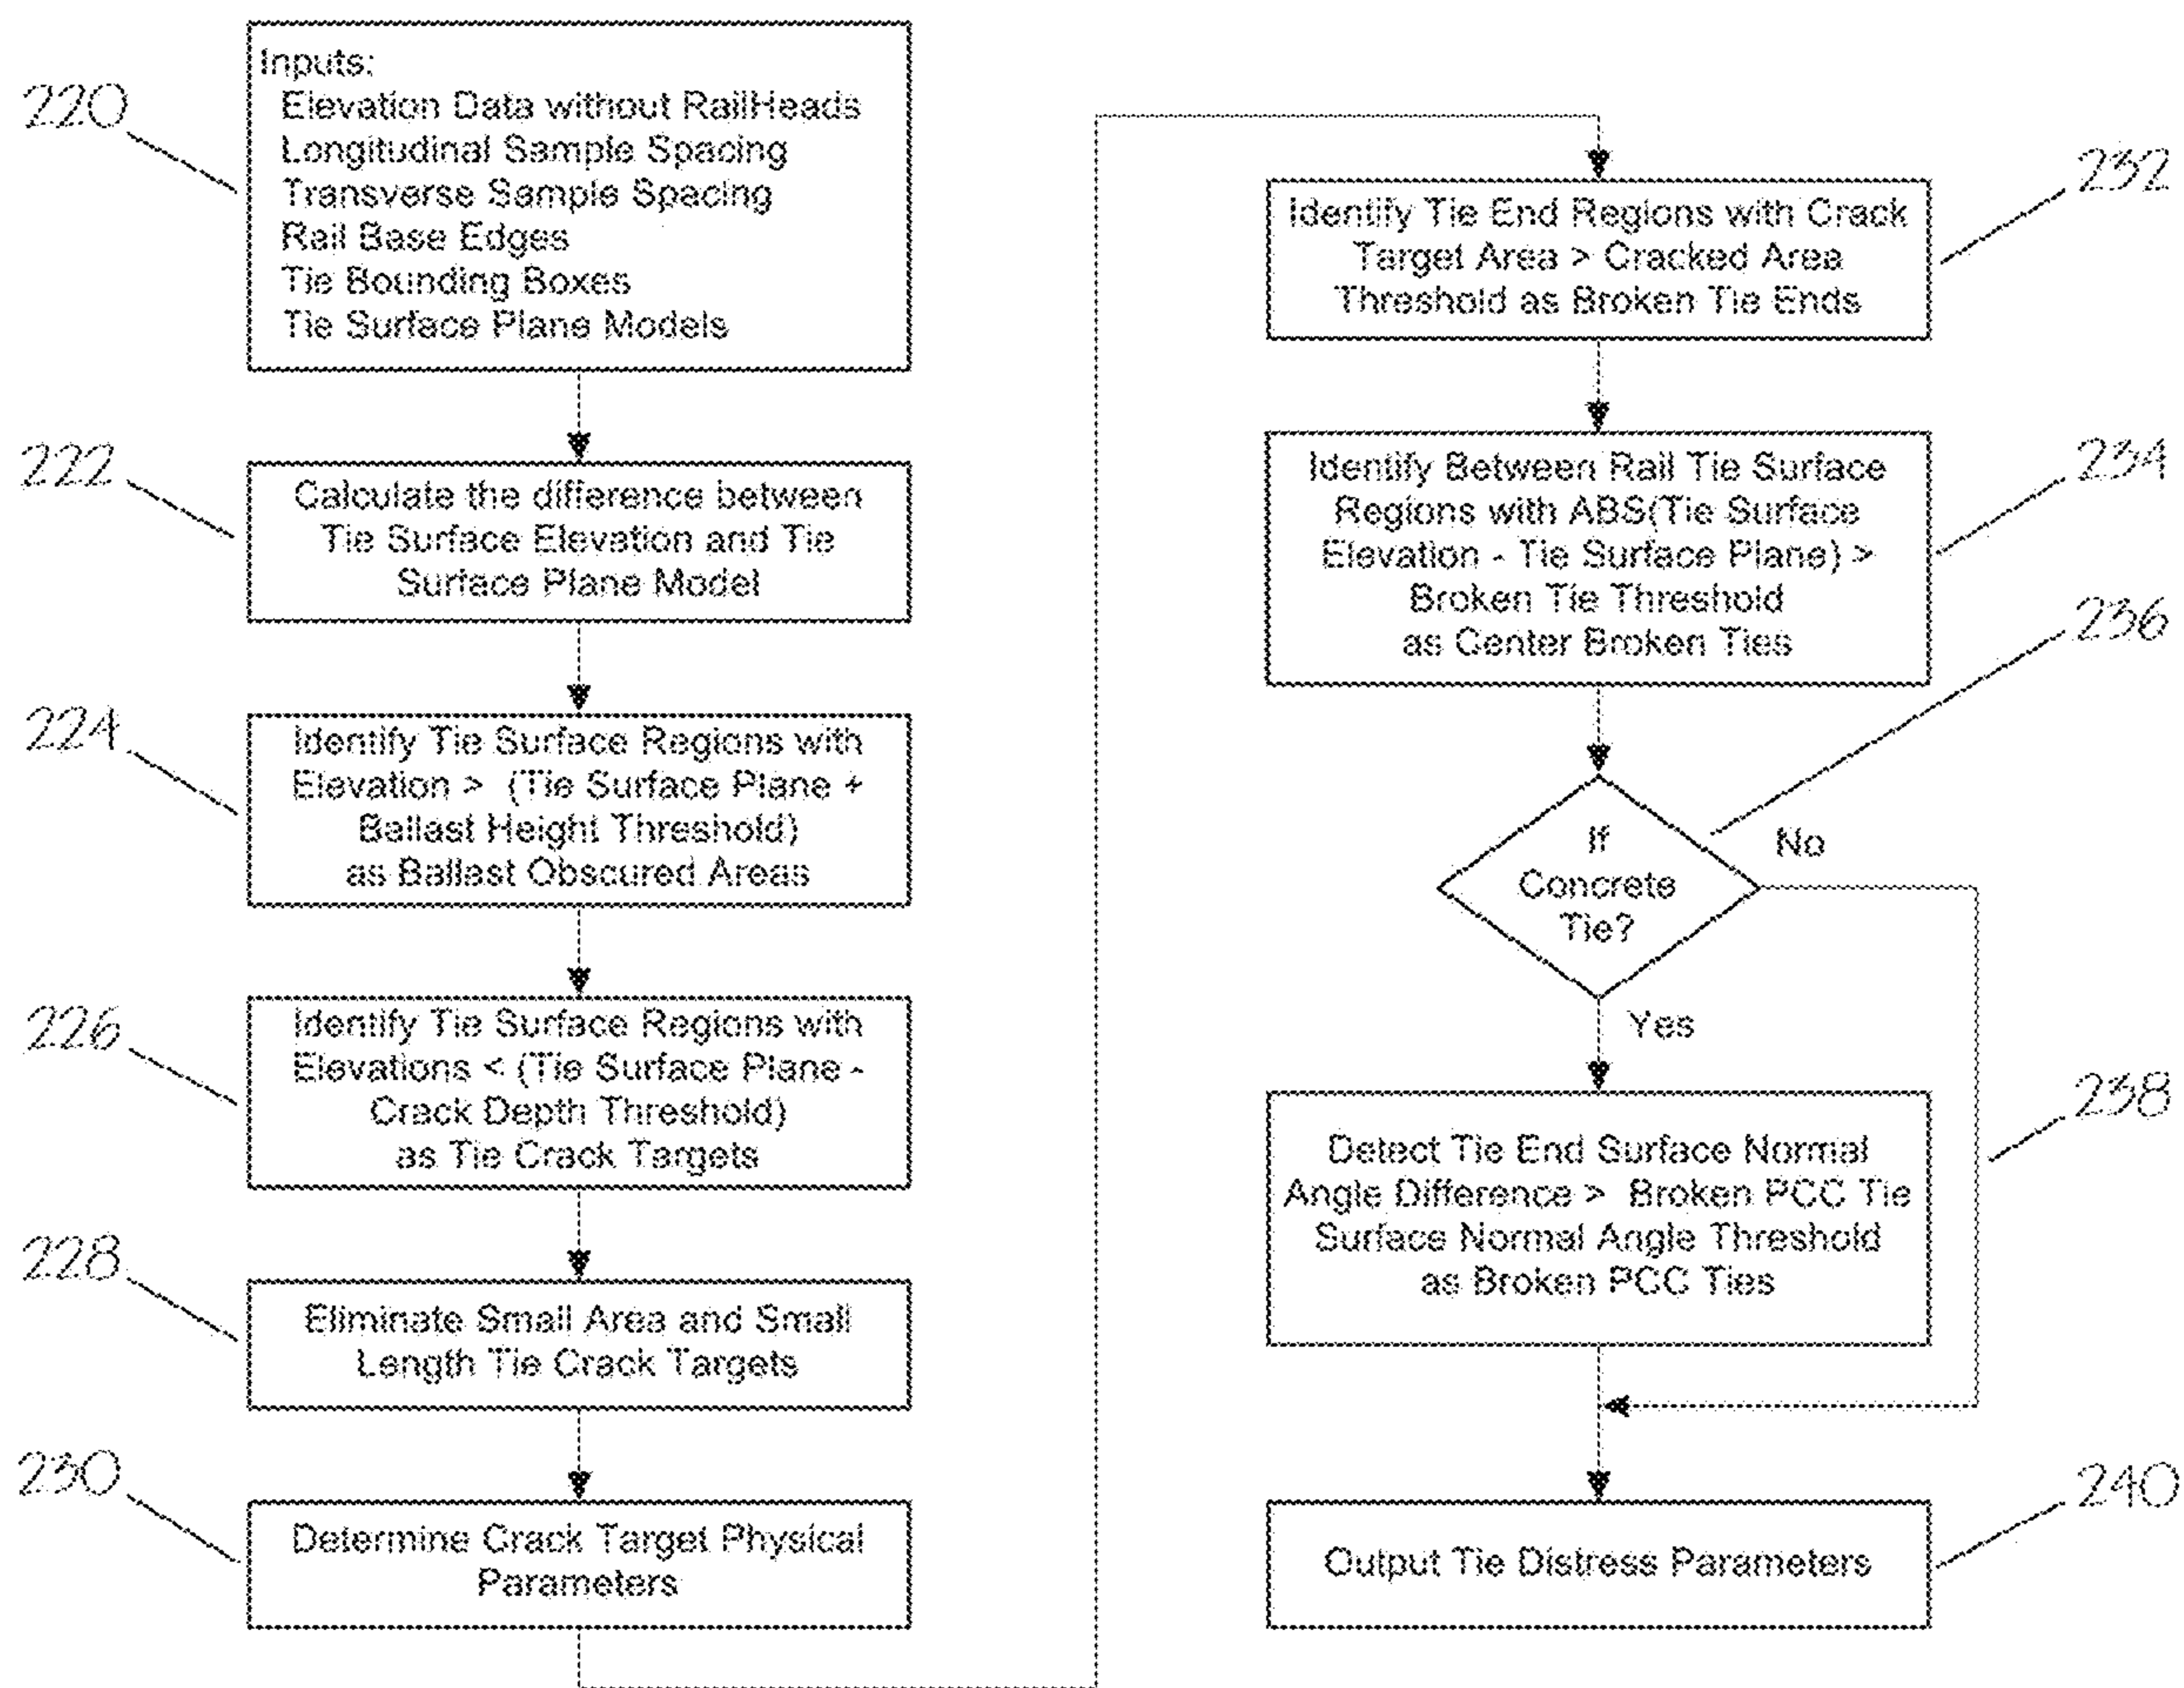 220
Inputs:
Elevation Data without RailHeads
Longitudinal Sample Spacing
Transverse Sample Spacing
Rail Base Edges
Tie Bounding Boxes
Tie Surface Plane Models
222
Calculate the difference between
Tie Surface Elevation and Tie
Surface Plane Model
224
Identify Tie Surface Regions with
Elevation > (Tie Surface Plane +
Ballast Height Threshold)
as Ballast Obscured Areas
226
Identify Tie Surface Regions with
Elevations < (Tie Surface Plane -
Crack Depth Threshold)
as Tie Crack Targets
228
Eliminate Small Area and Small
Length Tie Crack Targets
230
Determine Crack Target Physical
Parameters
232
Identify Tie End Regions with Crack
Target Area > Cracked Area
Threshold as Broken Tie Ends
234
Identify Between Rail Tie Surface
Regions with ABS(Tie Surface
Elevation - Tie Surface Plane) >
Broken Tie Threshold
as Center Broken Ties
236
If
Concrete
Tie?
No
Yes
238
Detect Tie End Surface Normal
Angle Difference > Broken PCC Tie
Surface Normal Angle Threshold
as Broken PCC Ties
240
Output Tie Distress Parameters